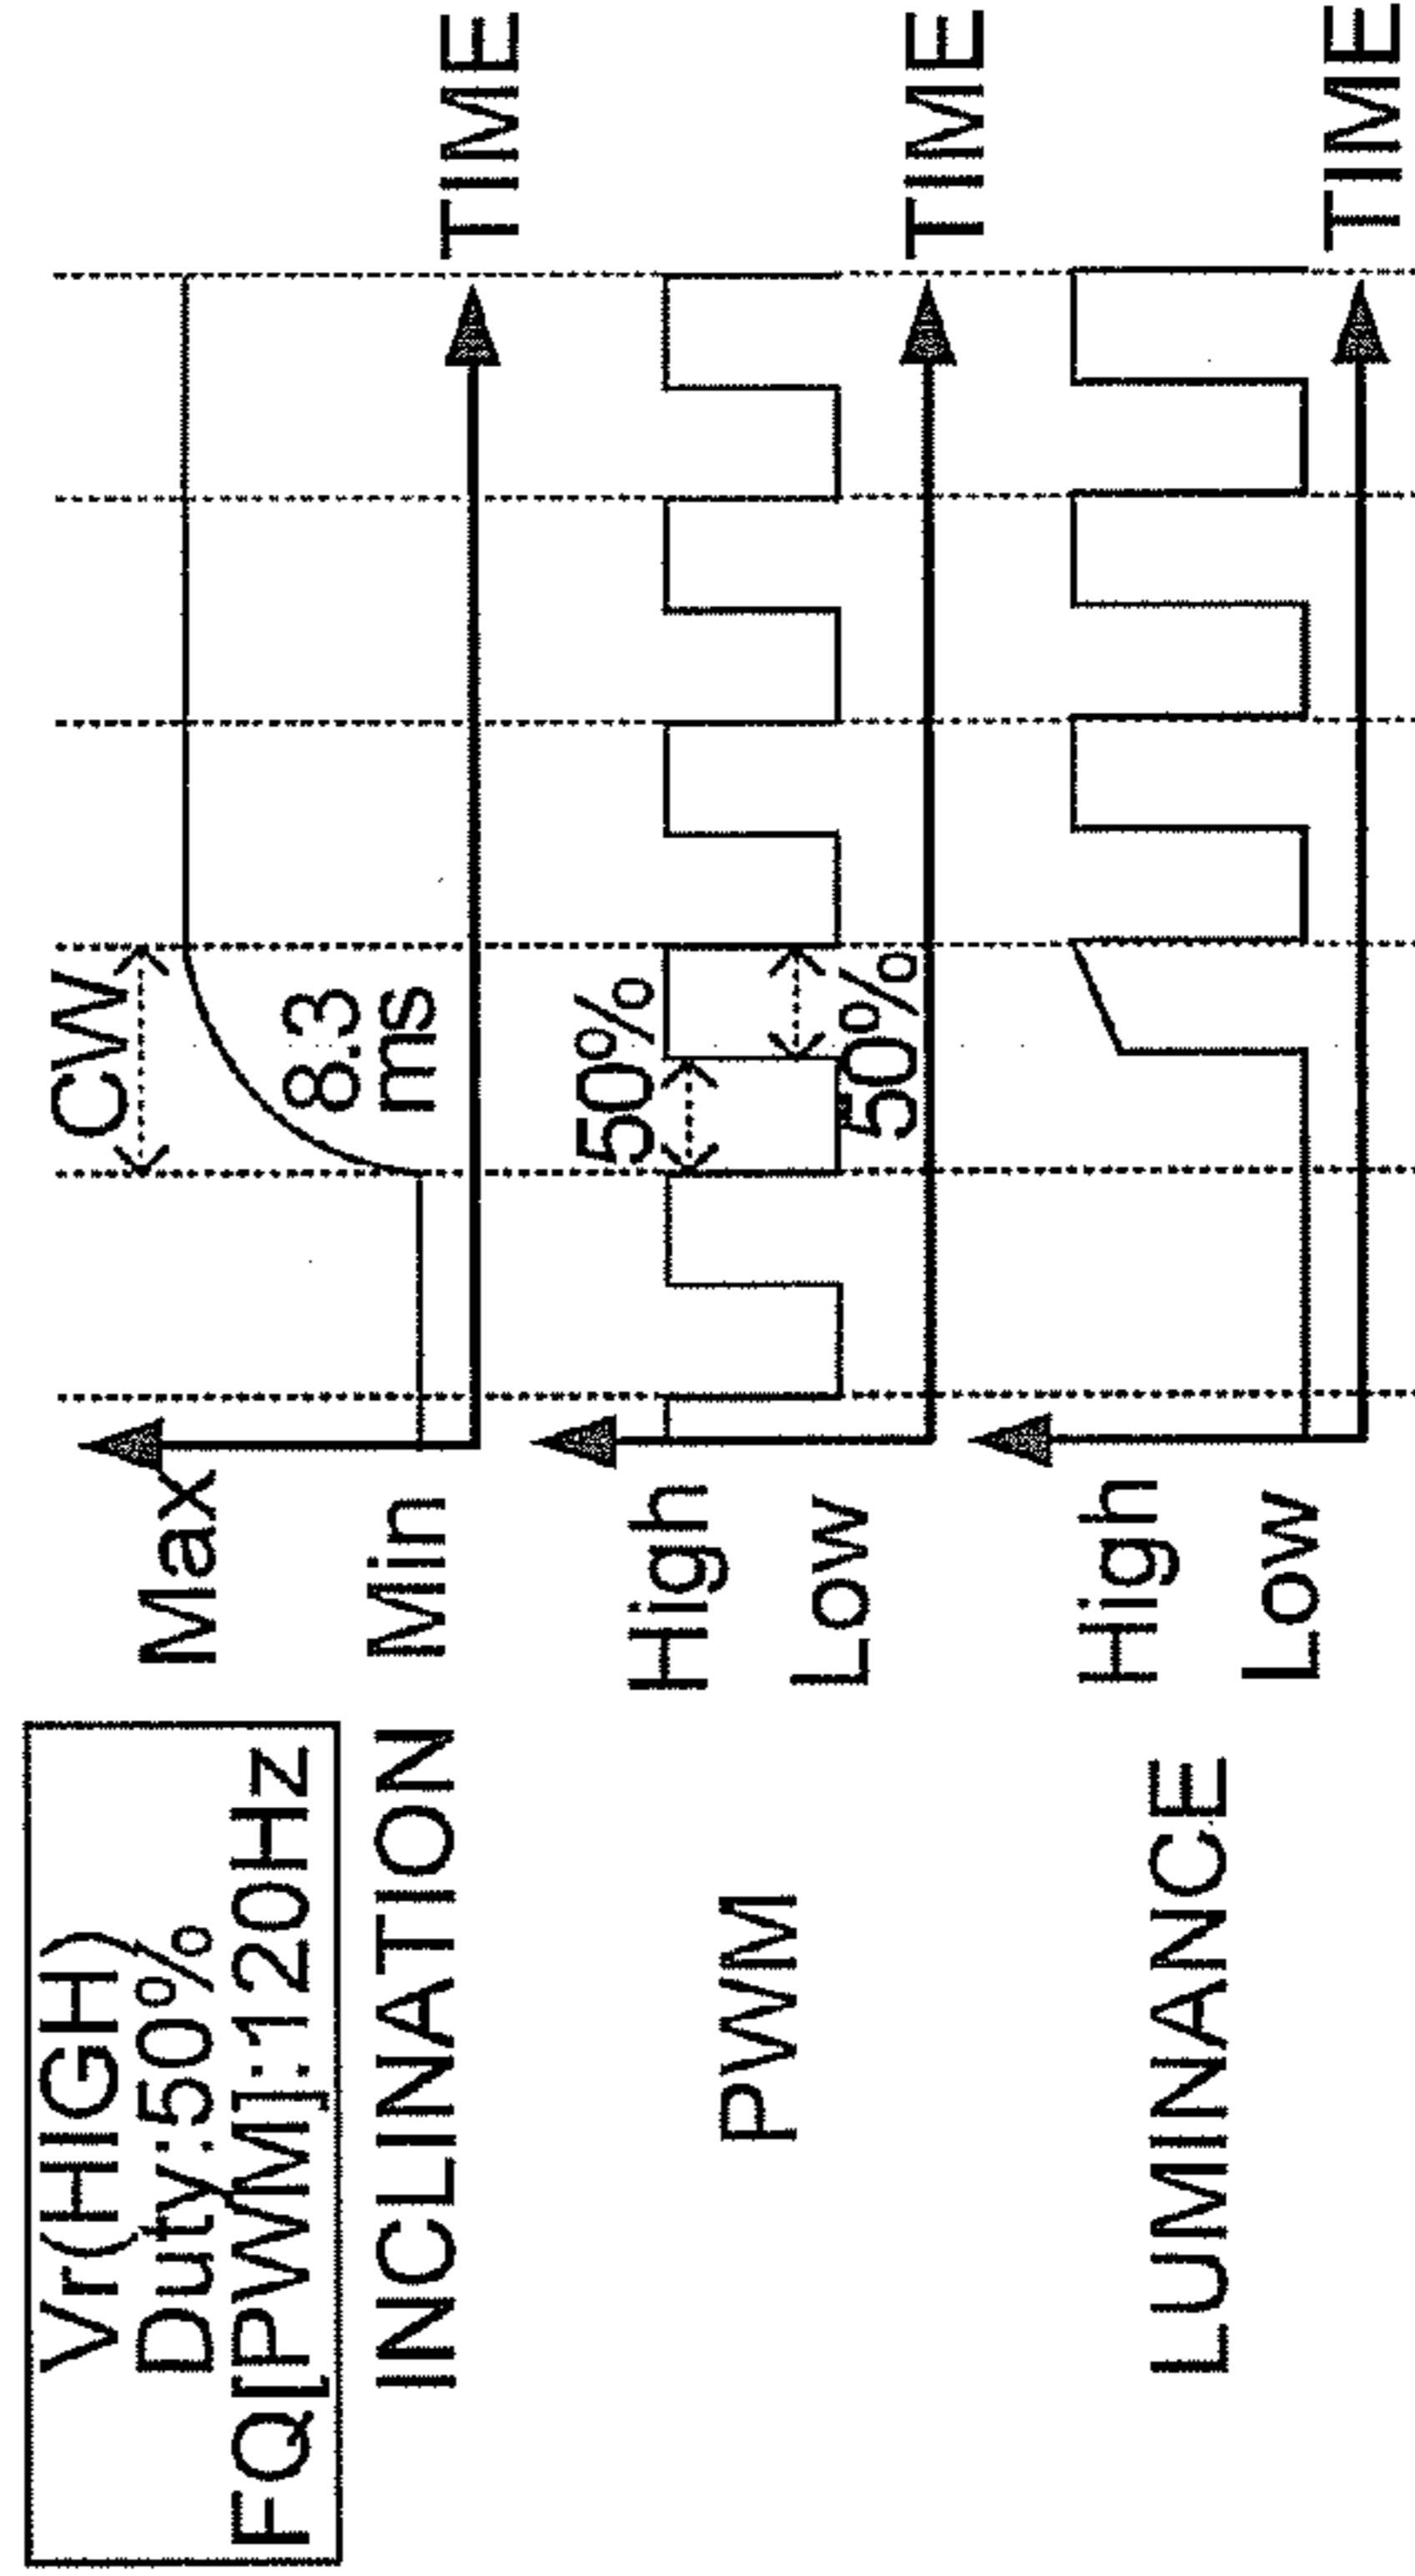 Vr(HIGH)
Duty:50%
FQ[PWM]:120Hz
INCLINATION
Max
Min
CW
8.3
ms
TIME
PWM
High
Low
50%
50%
TIME
LUMINANCE
High
Low
TIME